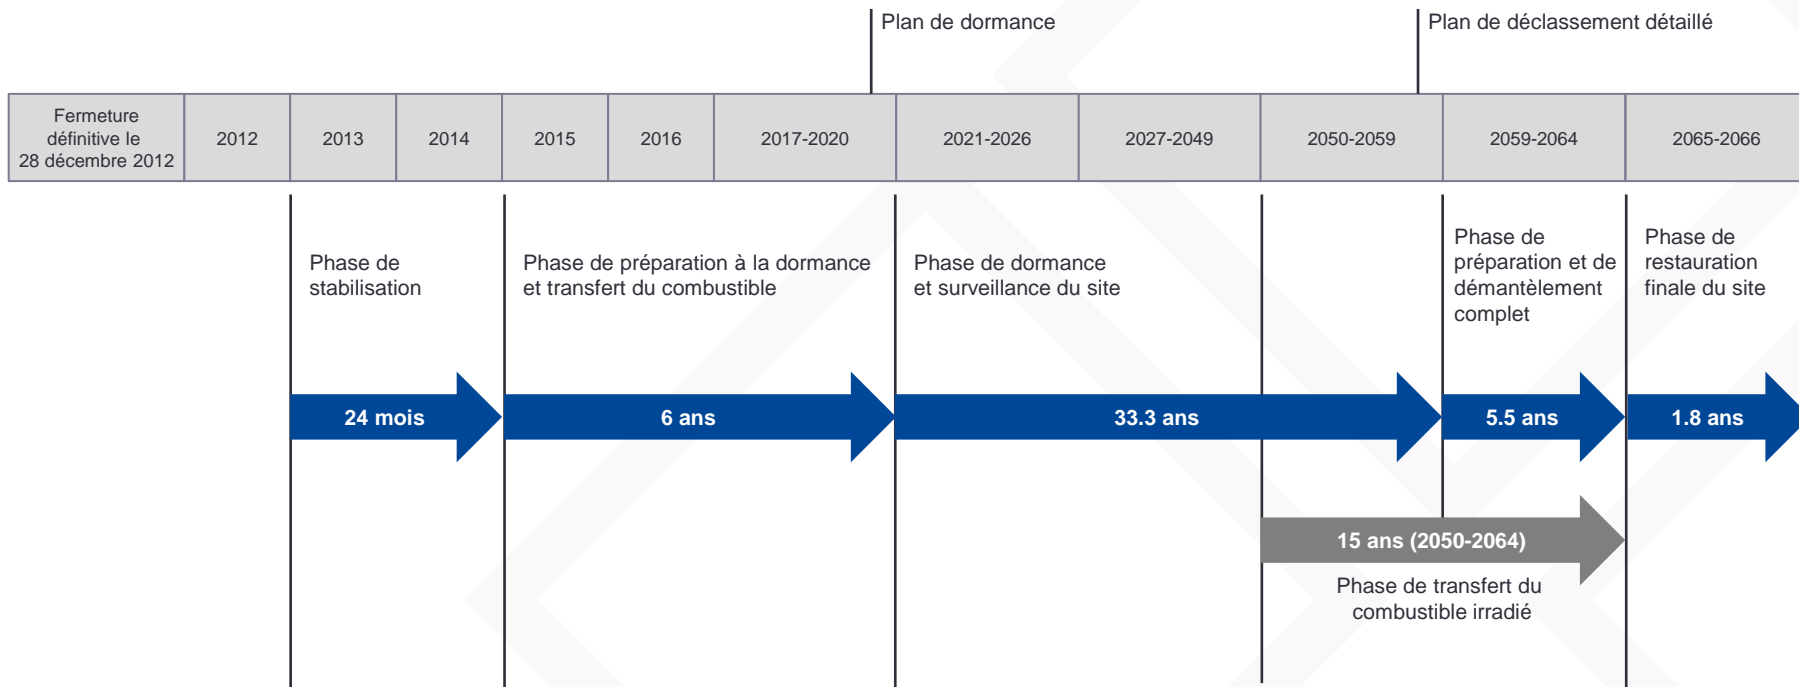 Plan de dormance
Plan de déclassement détaillé
Fermeture
définitive le
28 décembre 2012
2012
2013
2014
2015
2016
2017-2020
2021-2026
2027-2049
2050-2059
2059-2064
2065-2066
Phase de
stabilisation
Phase de préparation à la dormance
et transfert du combustible
Phase de dormance
et surveillance du site
Phase de
préparation et de
démantèlement
complet
Phase de
restauration
finale du site
24 mois
6 ans
33.3 ans
5.5 ans
1.8 ans
15 ans (2050-2064)
Phase de transfert du
combustible irradié